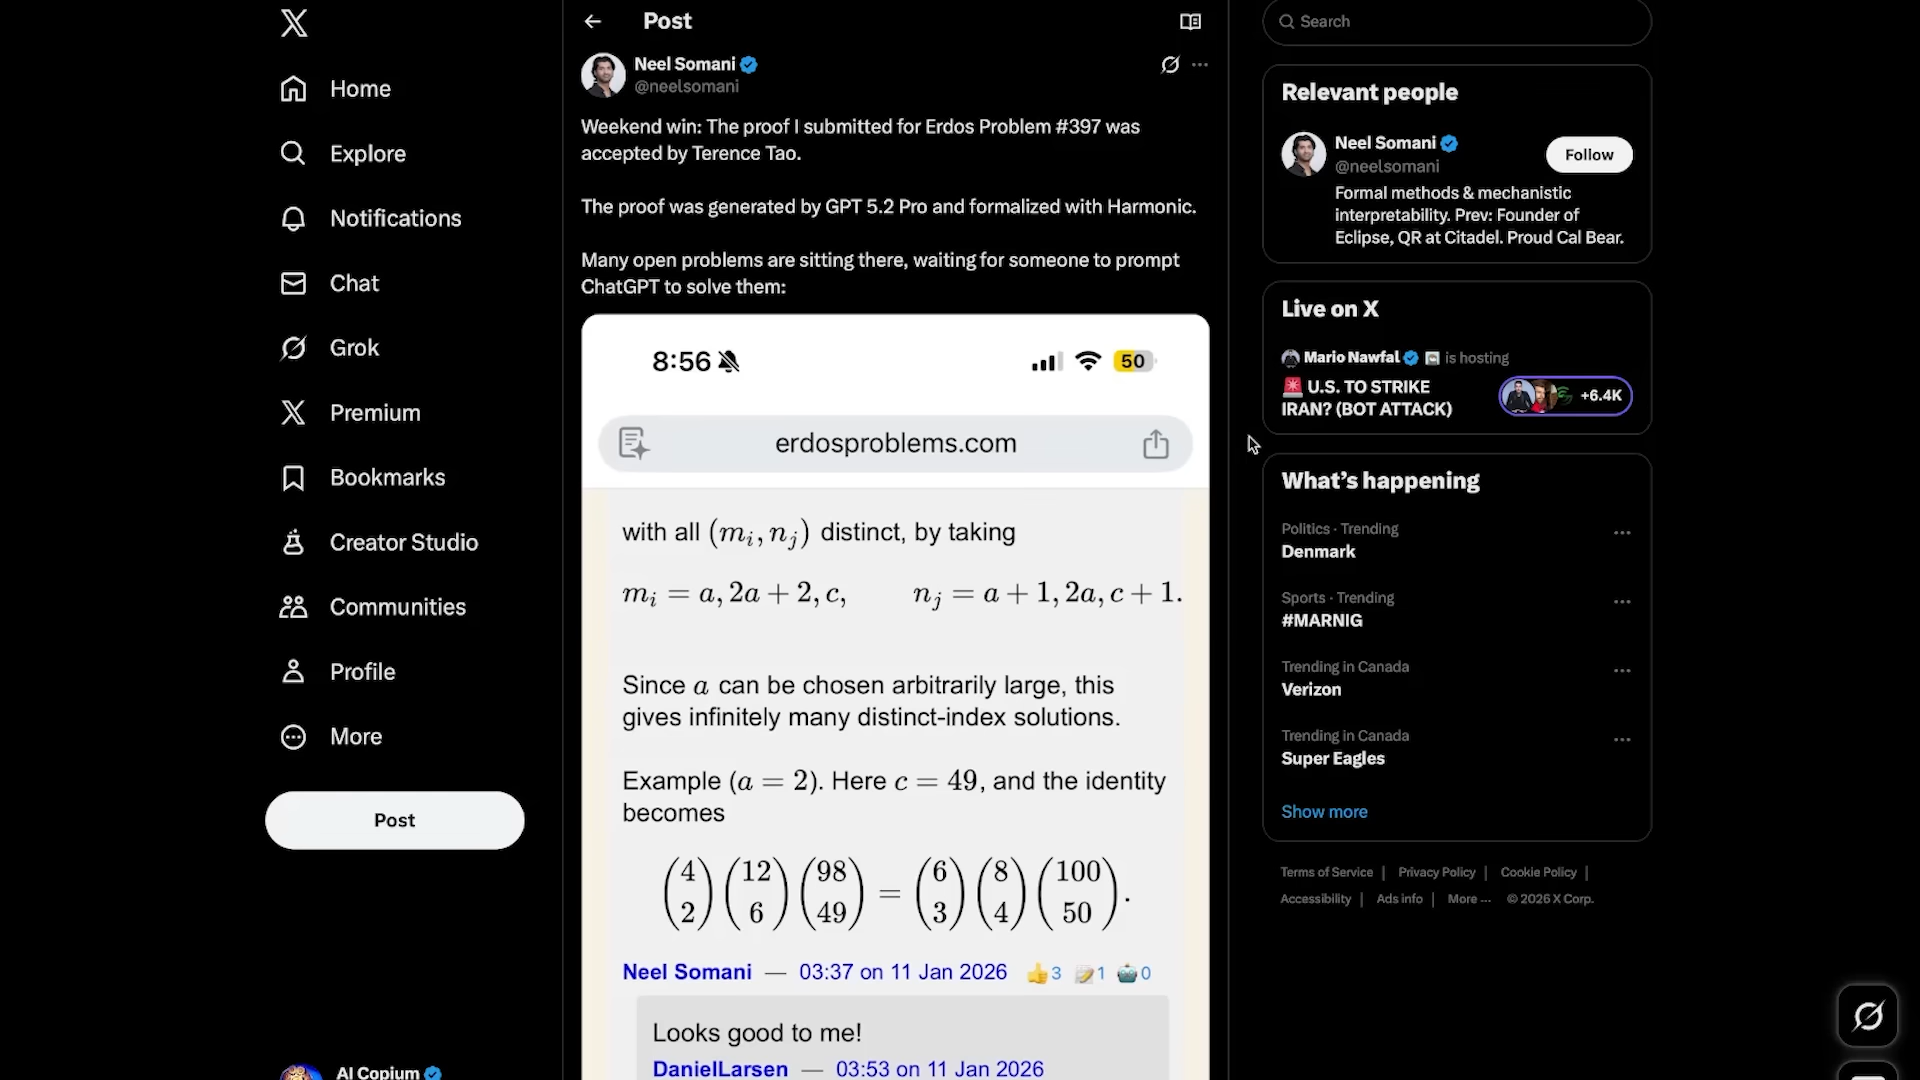 Home
Explore
Notifications
Chat
Grok
Premium
Bookmarks
Creator Studio
Communities
Profile
More
Post
AI Copium
Post
Neel Somani
@neelsomani
Weekend win: The proof I submitted for Erdos Problem #397 was
accepted by Terence Tao.
The proof was generated by GPT 5.2 Pro and formalized with Harmonic.
Many open problems are sitting there, waiting for someone to prompt
ChatGPT to solve them:
8:56
50
erdosproblems.com
with all (mᵢ, nⱼ) distinct, by taking
mᵢ = a, 2a + 2, c, nⱼ = a + 1, 2a, c + 1.
Since a can be chosen arbitrarily large, this
gives infinitely many distinct-index solutions.
Example (a = 2). Here c = 49, and the identity
becomes
(4 2)(12 6)(98 49) = (6 3)(8 4)(100 50).
Neel Somani — 03:37 on 11 Jan 2026 👍3 📝1 🤖0
Looks good to me!
DanielLarsen — 03:53 on 11 Jan 2026
Search
Relevant people
Neel Somani
@neelsomani
Follow
Formal methods & mechanistic
interpretability. Prev: Founder of
Eclipse, QR at Citadel. Proud Cal Bear.
Live on X
Mario Nawfal is hosting
🚨 U.S. TO STRIKE
IRAN? (BOT ATTACK)
+6.4K
What's happening
Politics · Trending
Denmark
Sports · Trending
#MARNIG
Trending in Canada
Verizon
Trending in Canada
Super Eagles
Show more
Terms of Service | Privacy Policy | Cookie Policy |
Accessibility | Ads info | More ··· © 2026 X Corp.